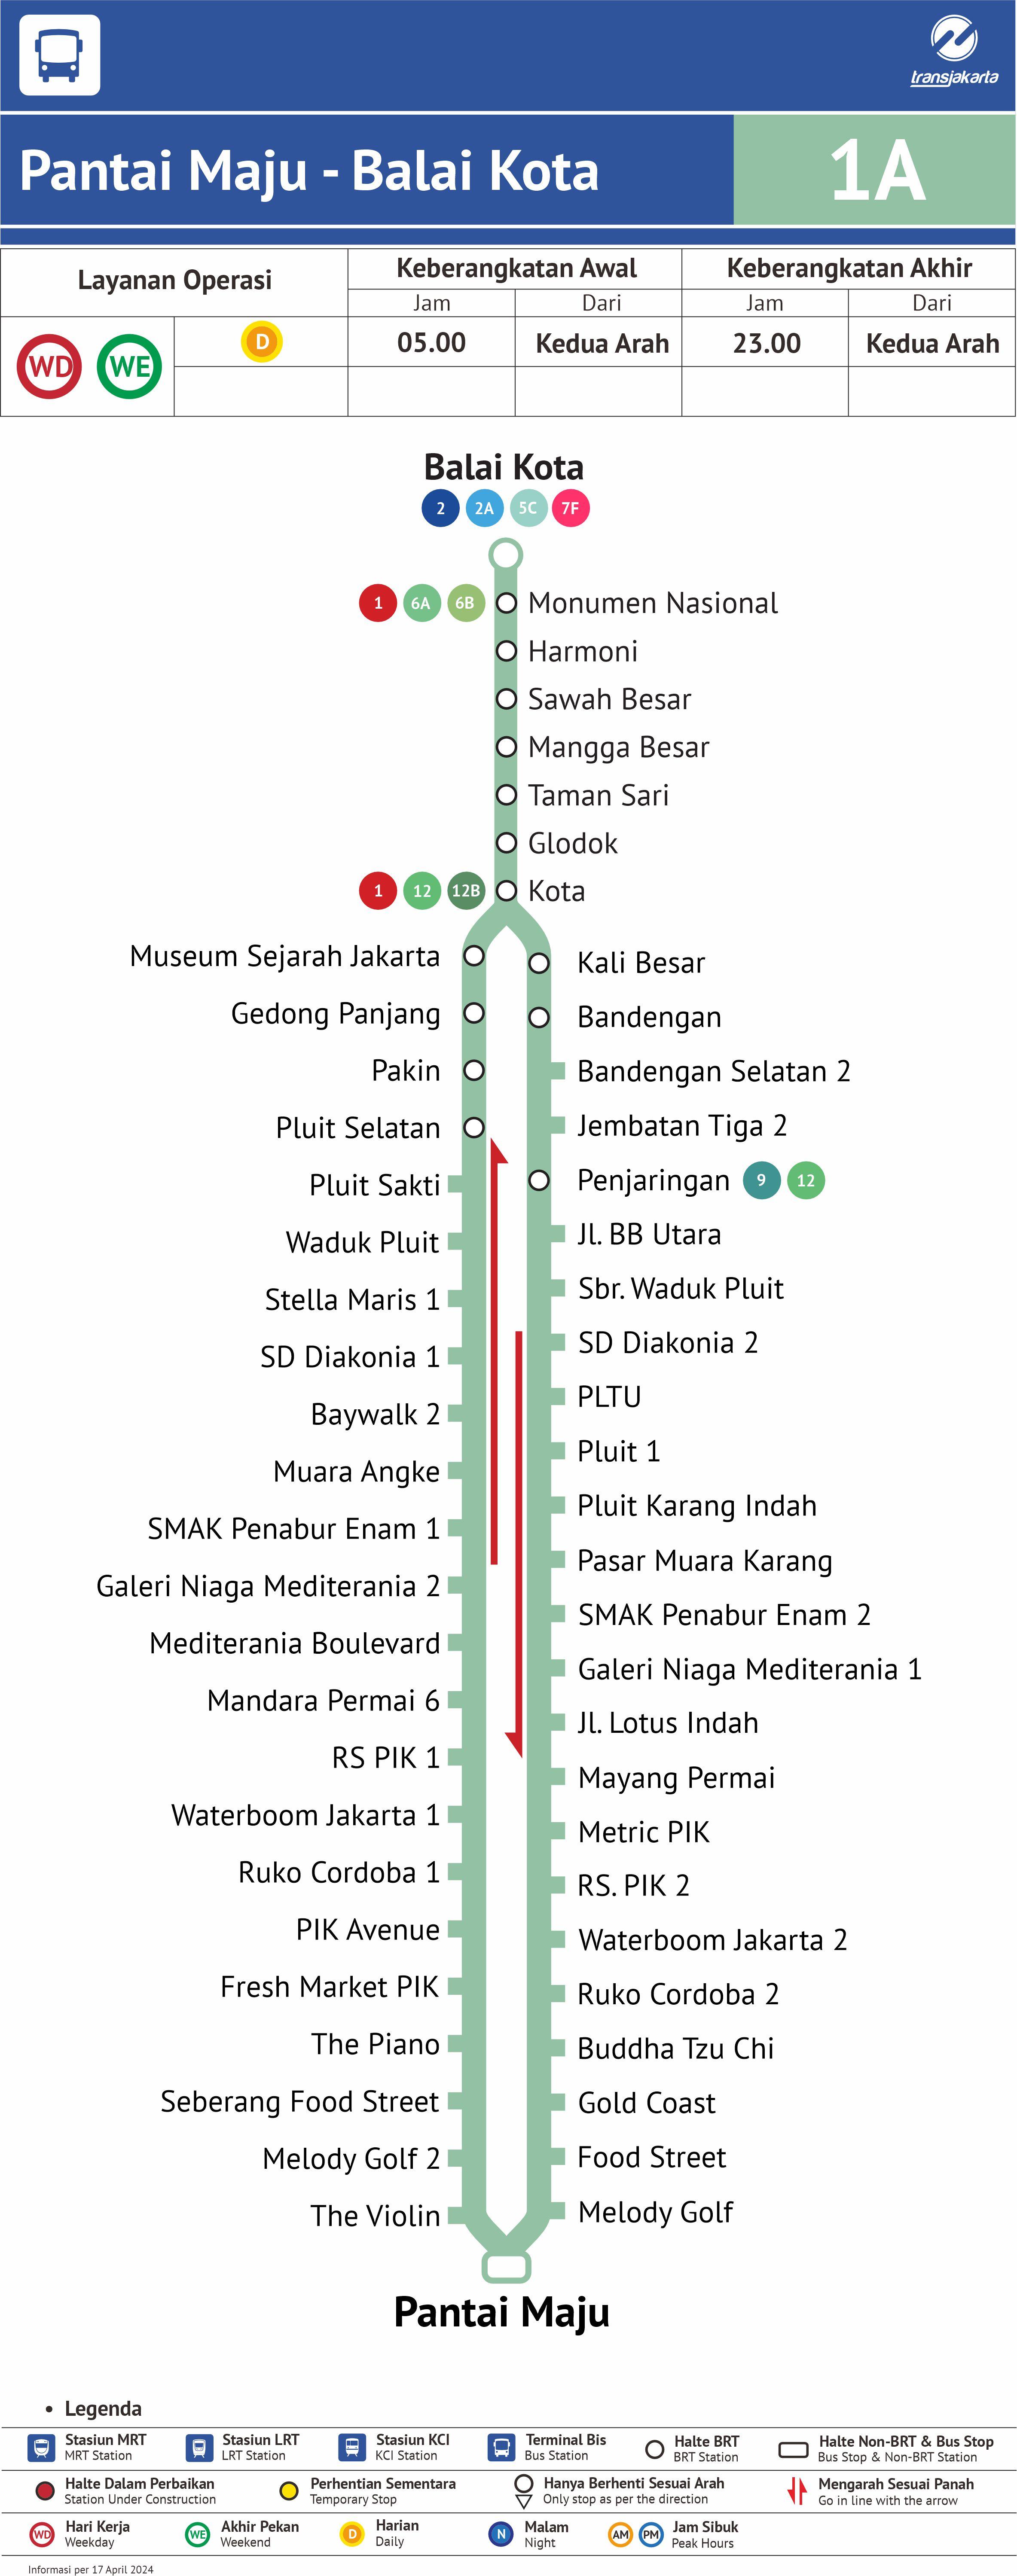 transjakarta
Pantai Maju - Balai Kota
1A
Layanan Operasi
Keberangkatan Awal
Keberangkatan Akhir
Jam
Dari
Jam
Dari
WD
WE
D
05.00
Kedua Arah
23.00
Kedua Arah
Balai Kota
2 2A 5C 7F
1 6A 6B Monumen Nasional
Harmoni
Sawah Besar
Mangga Besar
Taman Sari
Glodok
1 12 12B Kota
Museum Sejarah Jakarta
Gedong Panjang
Pakin
Pluit Selatan
Pluit Sakti
Waduk Pluit
Stella Maris 1
SD Diakonia 1
Baywalk 2
Muara Angke
SMAK Penabur Enam 1
Galeri Niaga Mediterania 2
Mediterania Boulevard
Mandara Permai 6
RS PIK 1
Waterboom Jakarta 1
Ruko Cordoba 1
PIK Avenue
Fresh Market PIK
The Piano
Seberang Food Street
Melody Golf 2
The Violin
Kali Besar
Bandengan
Bandengan Selatan 2
Jembatan Tiga 2
Penjaringan 9 12
Jl. BB Utara
Sbr. Waduk Pluit
SD Diakonia 2
PLTU
Pluit 1
Pluit Karang Indah
Pasar Muara Karang
SMAK Penabur Enam 2
Galeri Niaga Mediterania 1
Jl. Lotus Indah
Mayang Permai
Metric PIK
RS. PIK 2
Waterboom Jakarta 2
Ruko Cordoba 2
Buddha Tzu Chi
Gold Coast
Food Street
Melody Golf
Pantai Maju
• Legenda
Stasiun MRT
MRT Station
Stasiun LRT
LRT Station
Stasiun KCI
KCI Station
Terminal Bis
Bus Station
Halte BRT
BRT Station
Halte Non-BRT & Bus Stop
Bus Stop & Non-BRT Station
Halte Dalam Perbaikan
Station Under Construction
Perhentian Sementara
Temporary Stop
Hanya Berhenti Sesuai Arah
Only stop as per the direction
Mengarah Sesuai Panah
Go in line with the arrow
WD
Hari Kerja
Weekday
WE
Akhir Pekan
Weekend
D
Harian
Daily
N
Malam
Night
AM PM
Jam Sibuk
Peak Hours
Informasi per 17 April 2024